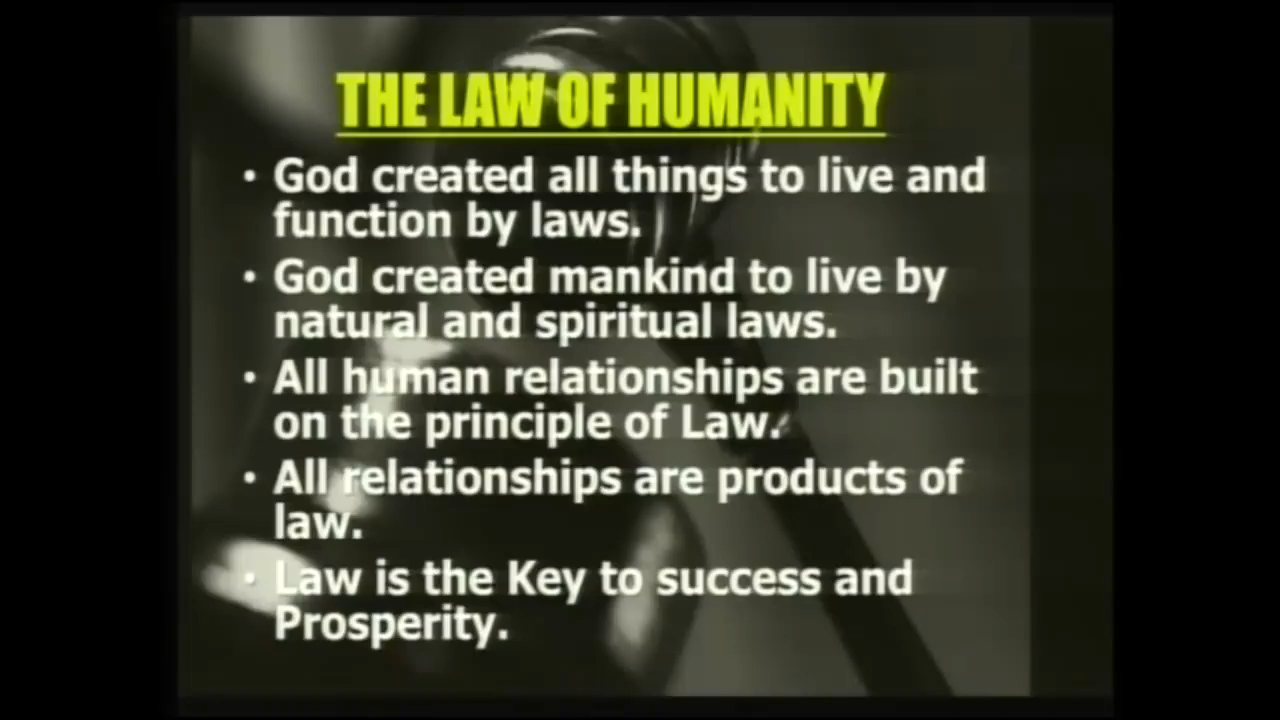 THE LAW OF HUMANITY
• God created all things to live and
function by laws.
• God created mankind to live by
natural and spiritual laws.
• All human relationships are built
on the principle of Law.
• All relationships are products of
law.
• Law is the Key to success and
Prosperity.